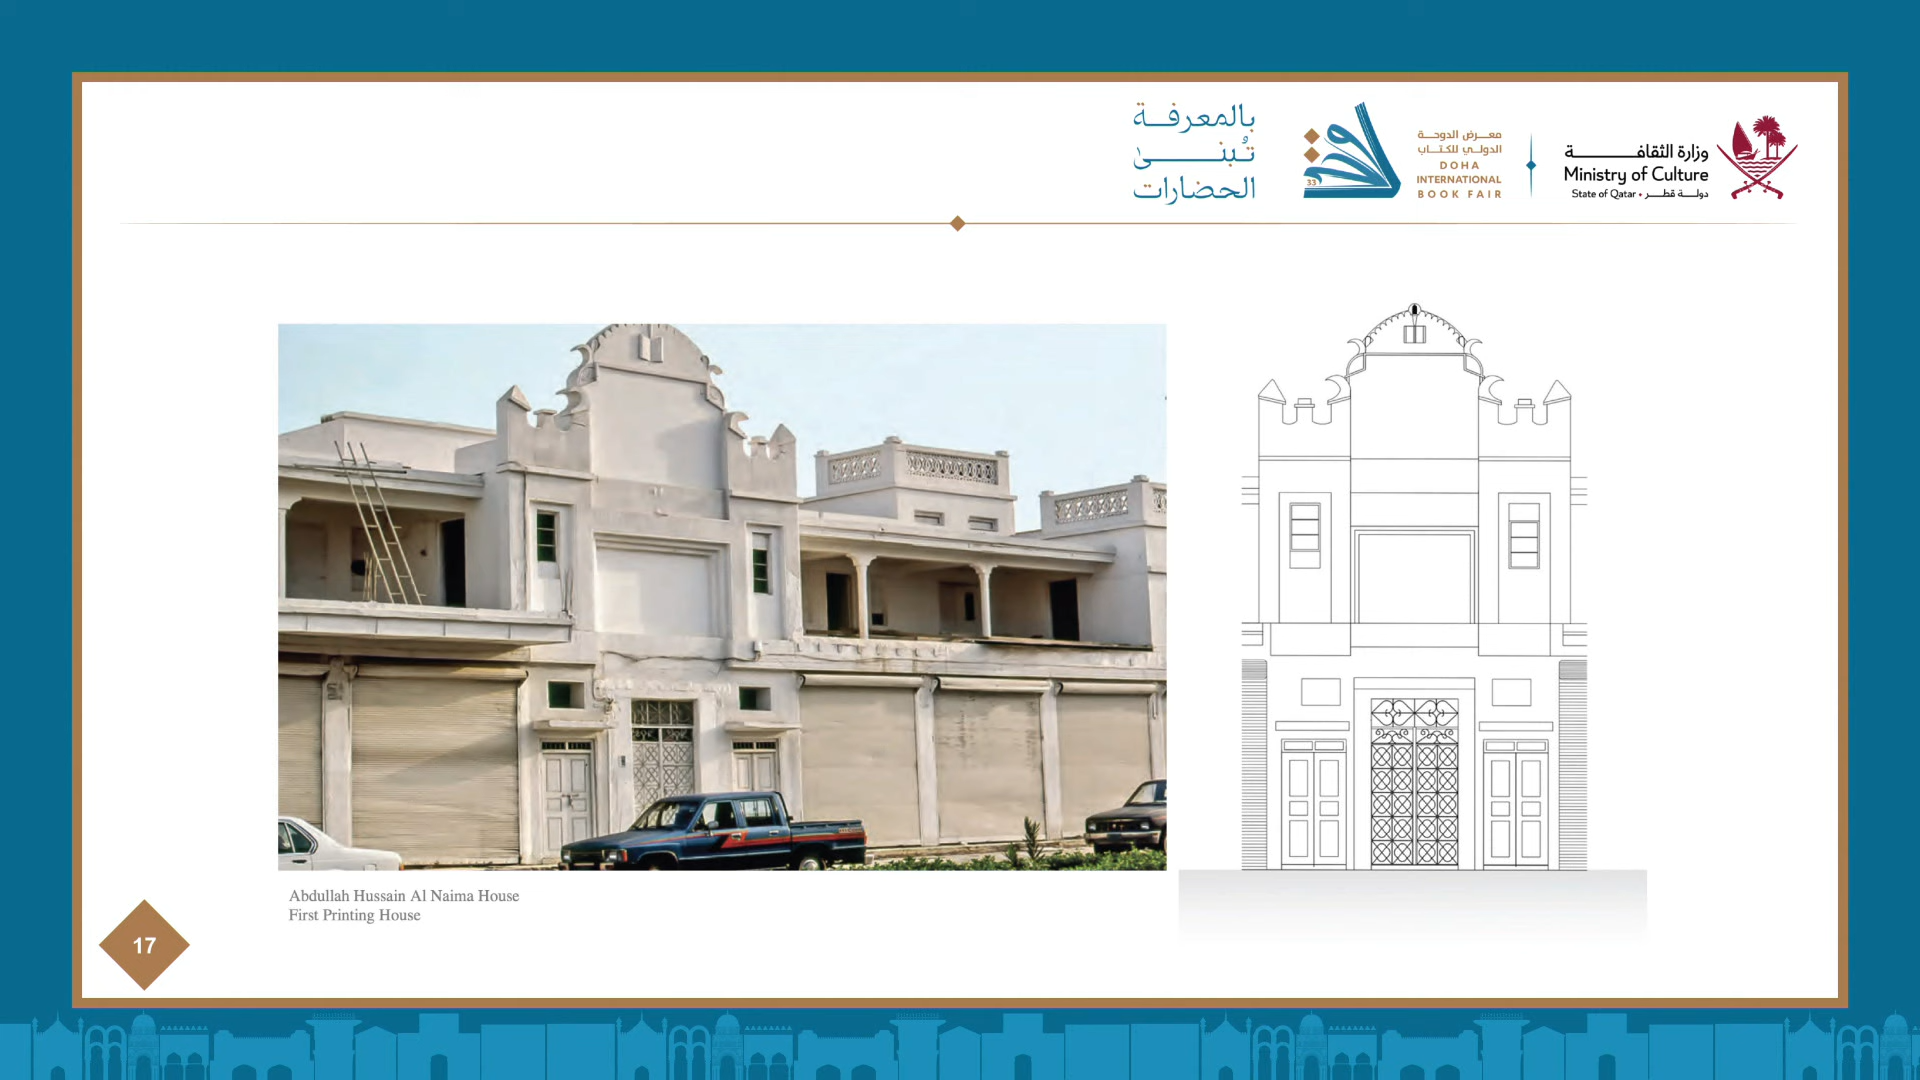 بالمعرفة
تُبنى
الحضارات
33
معرض الدوحة
الدولي للكتاب
DOHA
INTERNATIONAL
BOOK FAIR
وزارة الثقافة
Ministry of Culture
State of Qatar • دولة قطر
Abdullah Hussain Al Naima House
First Printing House
17